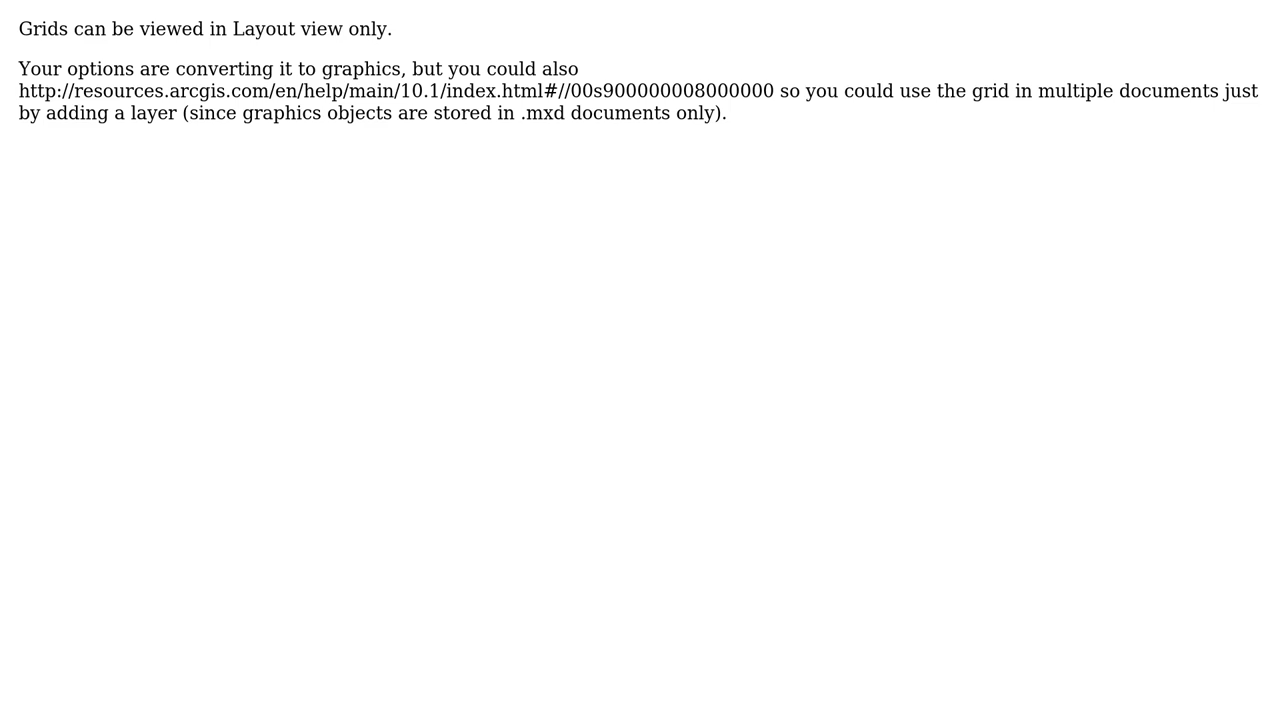 Grids can be viewed in Layout view only.
Your options are converting it to graphics, but you could also
http://resources.arcgis.com/en/help/main/10.1/index.html#//00s900000008000000 so you could use the grid in multiple documents just
by adding a layer (since graphics objects are stored in .mxd documents only).